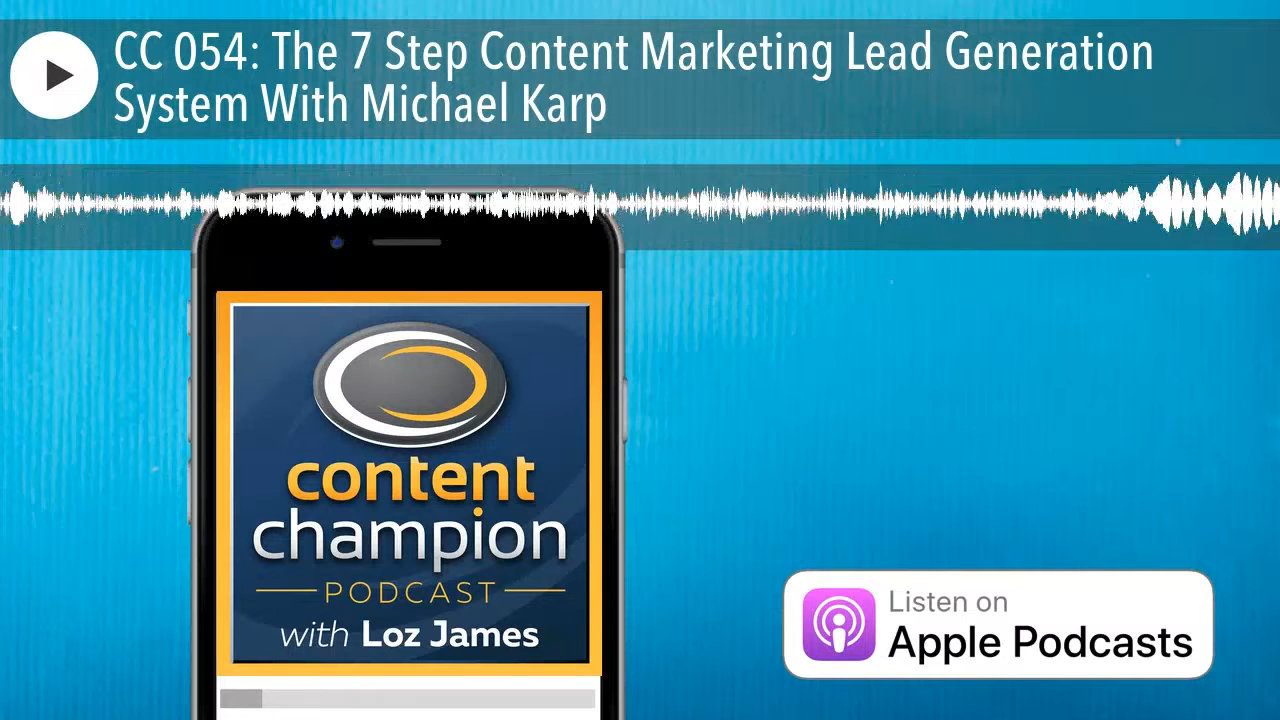 CC 054: The 7 Step Content Marketing Lead Generation
System With Michael Karp
content
champion
PODCAST
with Loz James
Listen on
Apple Podcasts